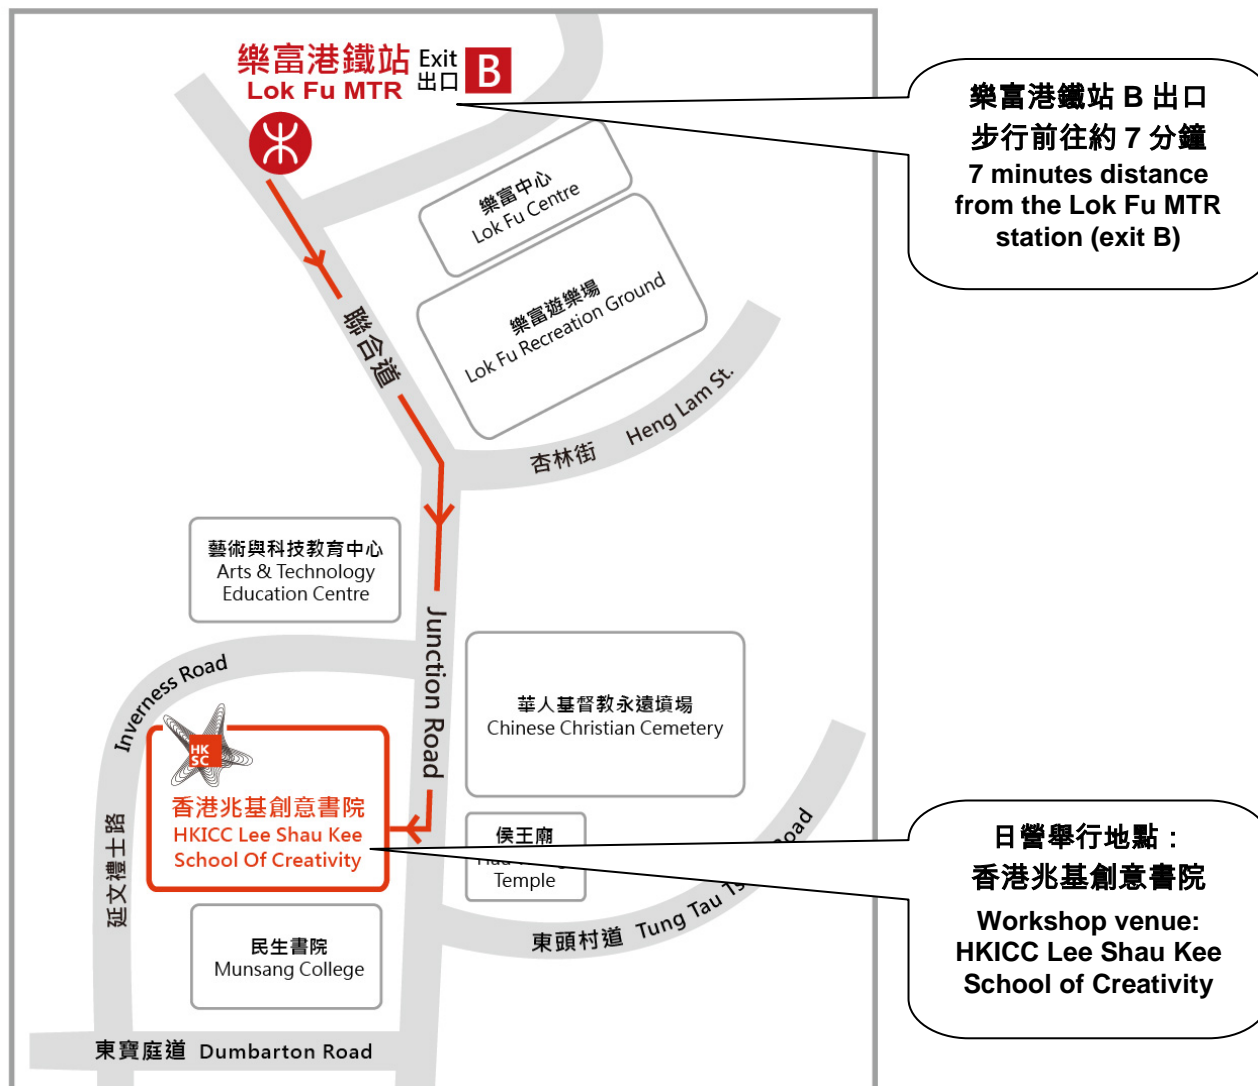 樂富港鐵站
Lok Fu MTR
Exit
出口
B
樂富港鐵站 B 出口
步行前往約 7 分鐘
7 minutes distance
from the Lok Fu MTR
station (exit B)
樂富中心
Lok Fu Centre
樂富遊樂場
Lok Fu Recreation Ground
聯合道
杏林街 Heng Lam St.
藝術與科技教育中心
Arts & Technology
Education Centre
Junction Road
Inverness Road
華人基督教永遠墳場
Chinese Christian Cemetery
HK
SC
香港兆基創意書院
HKICC Lee Shau Kee
School Of Creativity
侯王廟
Temple
延文禮士路
東頭村道 Tung Tau Road
日營舉行地點：
香港兆基創意書院
Workshop venue:
HKICC Lee Shau Kee
School of Creativity
民生書院
Munsang College
東寶庭道 Dumbarton Road